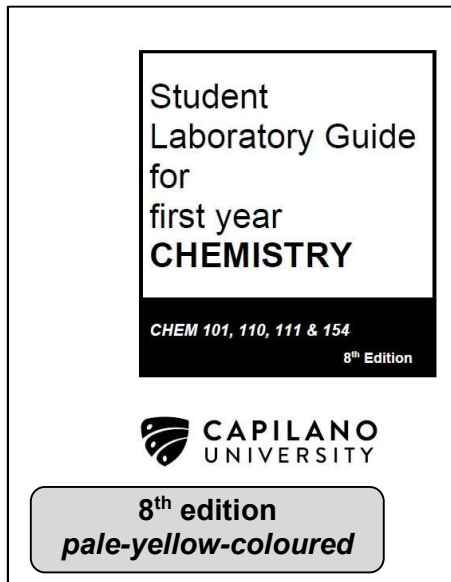 Student
Laboratory Guide
for
first year
CHEMISTRY
CHEM 101, 110, 111 & 154
8th Edition
CAPILANO
UNIVERSITY
8th edition
pale-yellow-coloured